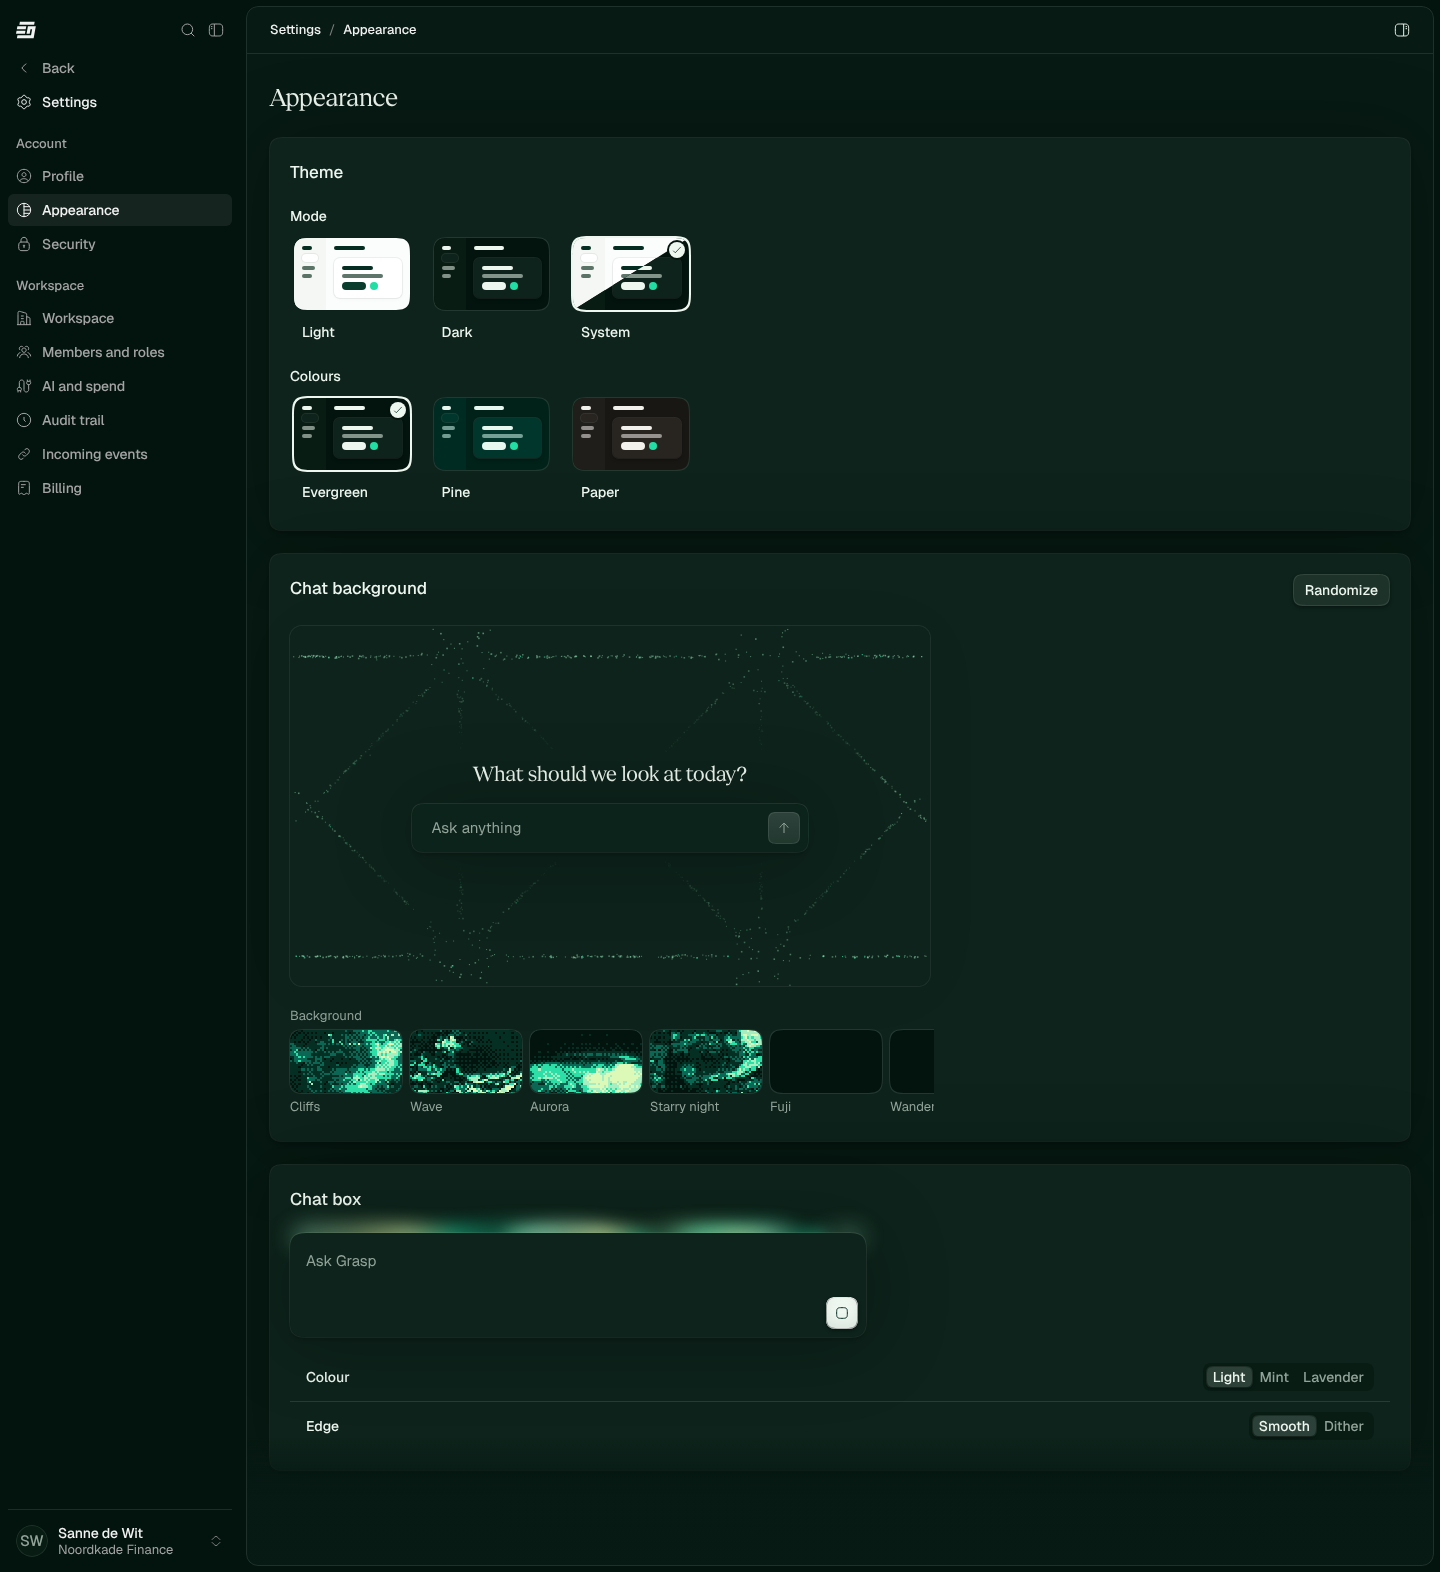 Settings / Appearance
Back
Settings
Account
Profile
Appearance
Security
Workspace
Workspace
Members and roles
AI and spend
Audit trail
Incoming events
Billing
SW
Sanne de Wit
Noordkade Finance
Appearance
Theme
Mode
Light
Dark
System
Colours
Evergreen
Pine
Paper
Chat background
Randomize
What should we look at today?
Ask anything
Background
Cliffs
Wave
Aurora
Starry night
Fuji
Wander
Chat box
Ask Grasp
Colour
Light Mint Lavender
Edge
Smooth Dither